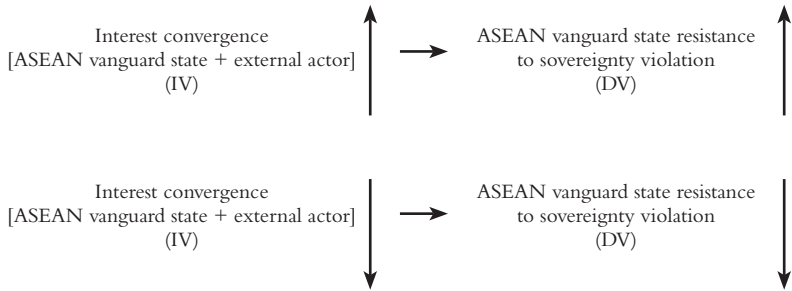 Interest convergence
[ASEAN vanguard state + external actor]
(IV)
ASEAN vanguard state resistance
to sovereignty violation
(DV)
Interest convergence
[ASEAN vanguard state + external actor]
(IV)
ASEAN vanguard state resistance
to sovereignty violation
(DV)